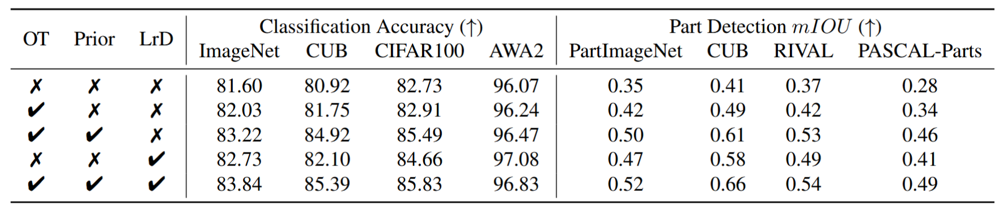 OT Prior LrD Classification Accuracy (↑) Part Detection mIOU (↑)
ImageNet CUB CIFAR100 AWA2 PartImageNet CUB RIVAL PASCAL-Parts
✗ ✗ ✗ 81.60 80.92 82.73 96.07 0.35 0.41 0.37 0.28
✔ ✗ ✗ 82.03 81.75 82.91 96.24 0.42 0.49 0.42 0.34
✔ ✔ ✗ 83.22 84.92 85.49 96.47 0.50 0.61 0.53 0.46
✗ ✗ ✔ 82.73 82.10 84.66 97.08 0.47 0.58 0.49 0.41
✔ ✔ ✔ 83.84 85.39 85.83 96.83 0.52 0.66 0.54 0.49